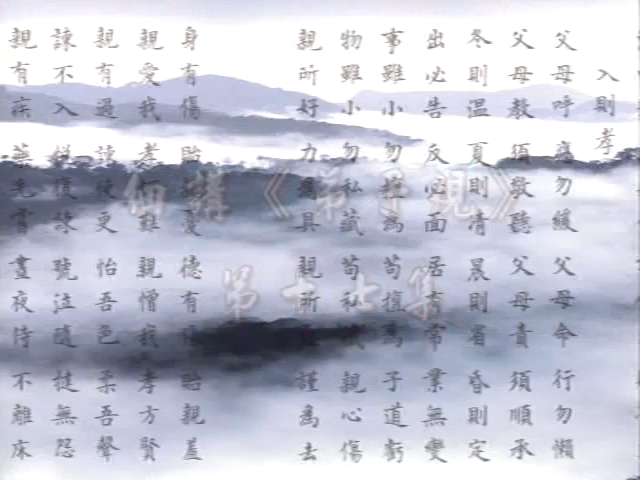 入則孝
父母呼 應勿緩 父母命 行勿懶
父母教 須敬聽 父母責 須順承
冬則溫 夏則清 晨則省 昏則定
出必告 反必面 居有常 業無變
事雖小 勿擅為 苟擅為 子道虧
物雖小 勿私藏 苟私藏 親心傷
親所好 力為具 親所 謹為去
身有傷 貽親憂 德有傷 貽親羞
親愛我 孝何難 親憎我 孝方賢
親有過 諫使更 怡吾色 柔吾聲
諫不入 悅復諫 號泣隨 撻無怨
親有疾 藥先嘗 晝夜侍 不離床
細講《弟子規》
第十七集